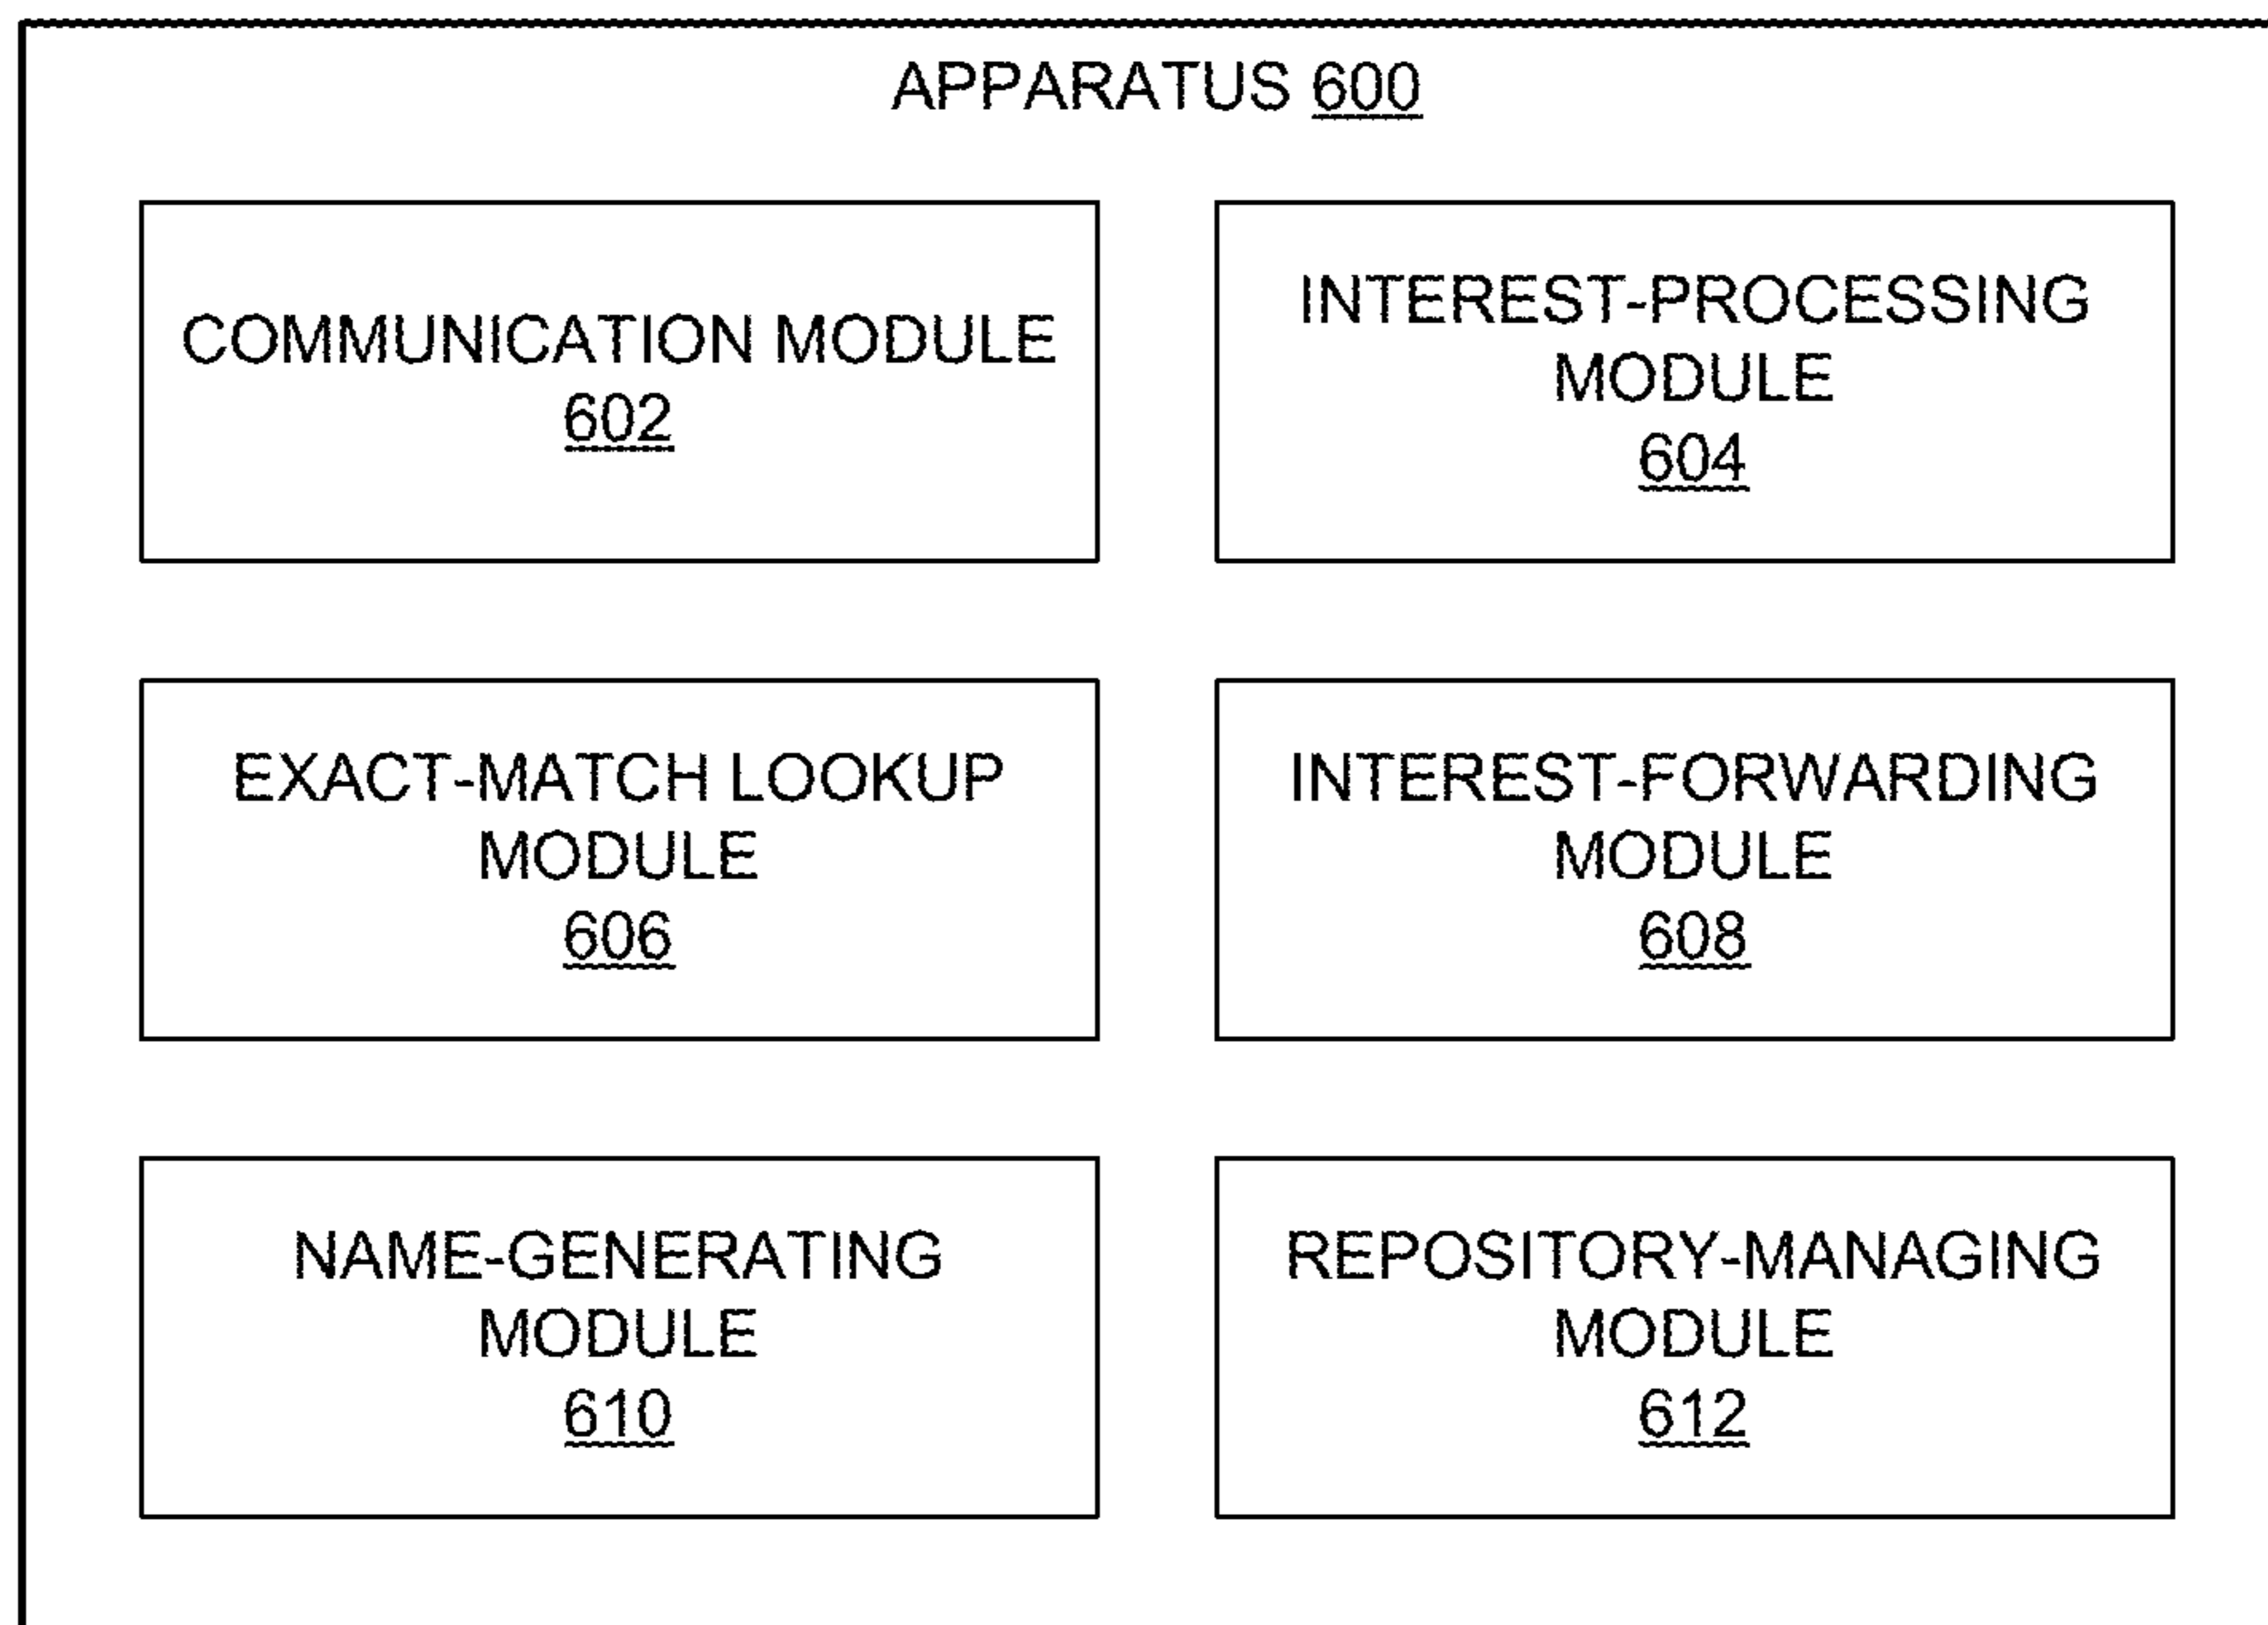 APPARATUS 600
COMMUNICATION MODULE
602
INTEREST-PROCESSING
MODULE
604
EXACT-MATCH LOOKUP
MODULE
606
INTEREST-FORWARDING
MODULE
608
NAME-GENERATING
MODULE
610
REPOSITORY-MANAGING
MODULE
612